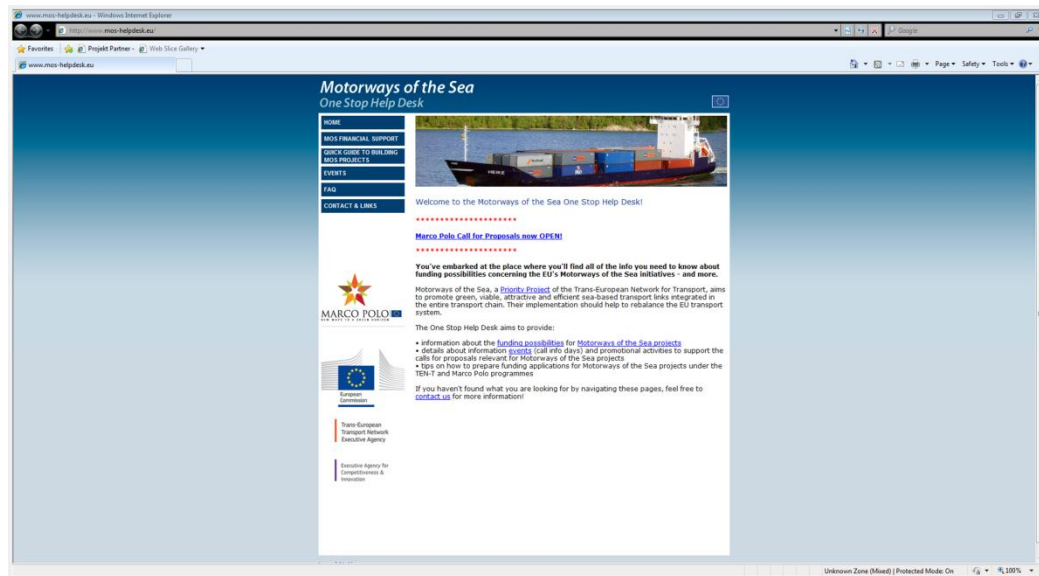 www.mos-helpdesk.eu - Windows Internet Explorer
http://www.mos-helpdesk.eu/
Google
Favorites Projekt Partner - Web Slice Gallery
www.mos-helpdesk.eu
Page Safety Tools
Motorways of the Sea
One Stop Help Desk
HOME
MOS FINANCIAL SUPPORT
QUICK GUIDE TO BUILDING
MOS PROJECTS
EVENTS
FAQ
CONTACT & LINKS
MARCO POLO
European
Commission
Trans-European
Transport Network
Executive Agency
Executive Agency for
Competitiveness &
Innovation
Welcome to the Motorways of the Sea One Stop Help Desk!
*********************
Marco Polo Call for Proposals now OPEN!
*********************
You've embarked at the place where you'll find all of the info you need to know about
funding possibilities concerning the EU's Motorways of the Sea initiatives - and more.
Motorways of the Sea, a Priority Project of the Trans-European Network for Transport, aims
to promote green, viable, attractive and efficient sea-based transport links integrated in
the entire transport chain. Their implementation should help to rebalance the EU transport
system.
The One Stop Help Desk aims to provide:
• information about the funding possibilities for Motorways of the Sea projects
• details about information events (call info days) and promotional activities to support the
calls for proposals relevant for Motorways of the Sea projects
• tips on how to prepare funding applications for Motorways of the Sea projects under the
TEN-T and Marco Polo programmes
If you haven't found what you are looking for by navigating these pages, feel free to
contact us for more information!
Unknown Zone (Mixed) | Protected Mode: On 100%